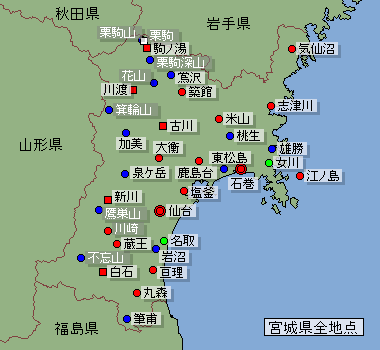 秋田県
岩手県
栗駒山
栗駒
駒ノ湯
気仙沼
栗駒深山
花山
鴬沢
川渡
築館
志津川
箕輪山
米山
古川
桃生
加美
大衡
雄勝
東松島
女川
泉ケ岳
鹿島台
江ノ島
石巻
塩釜
新川
鷹巣山
仙台
川崎
名取
蔵王
岩沼
不忘山
白石
亘理
丸森
筆甫
山形県
福島県
宮城県全地点